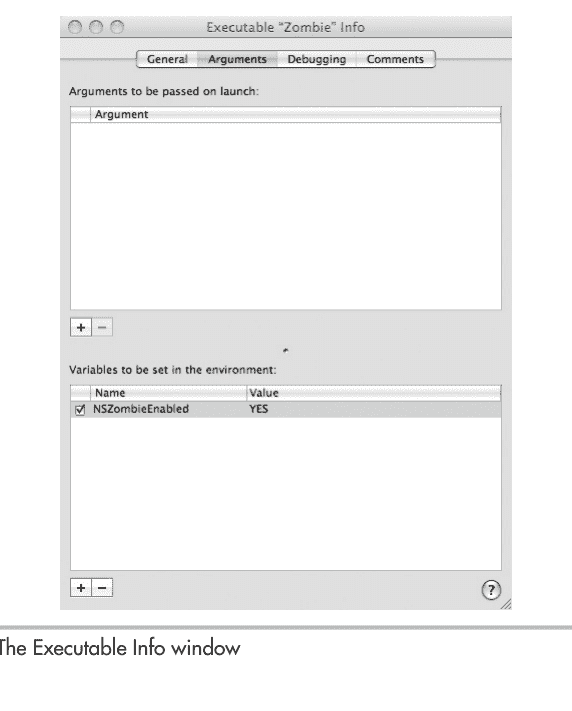 Executable “Zombie” Info
General Arguments Debugging Comments
Arguments to be passed on launch:
Argument
+ −
Variables to be set in the environment:
Name Value
NSZombieEnabled YES
+ − ?
The Executable Info window